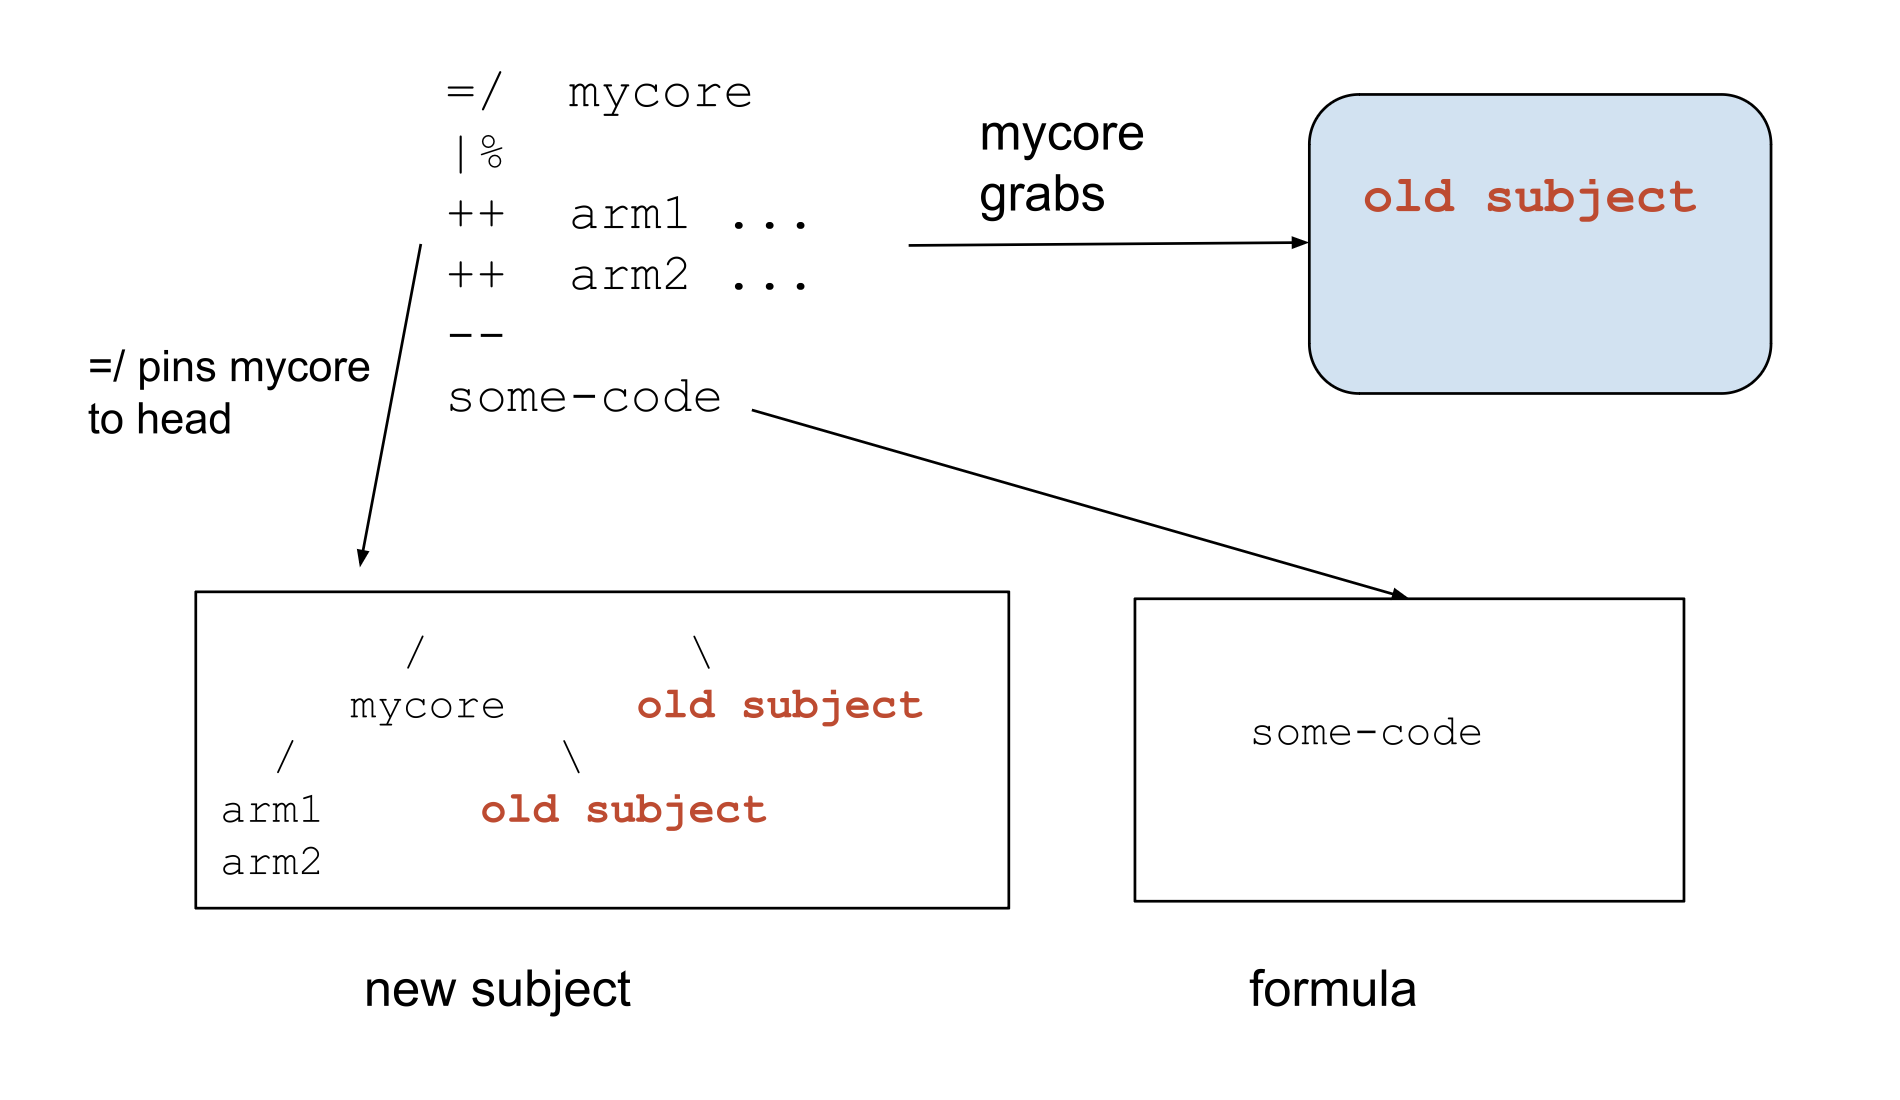 =/  mycore
|%
++  arm1 ...
++  arm2 ...
--
some-code
mycore
grabs
old subject
=/ pins mycore
to head
/ \
mycore old subject
/ \
arm1 old subject
arm2
new subject
some-code
formula